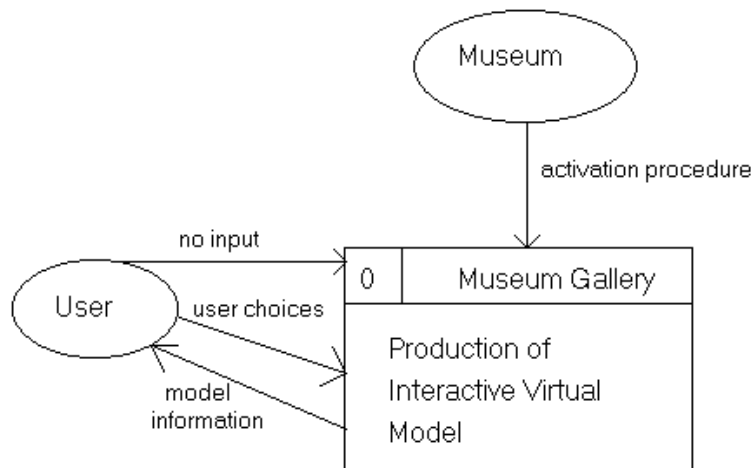 Museum
activation procedure
no input
0
Museum Gallery
User
user choices
Production of
Interactive Virtual
Model
model
information